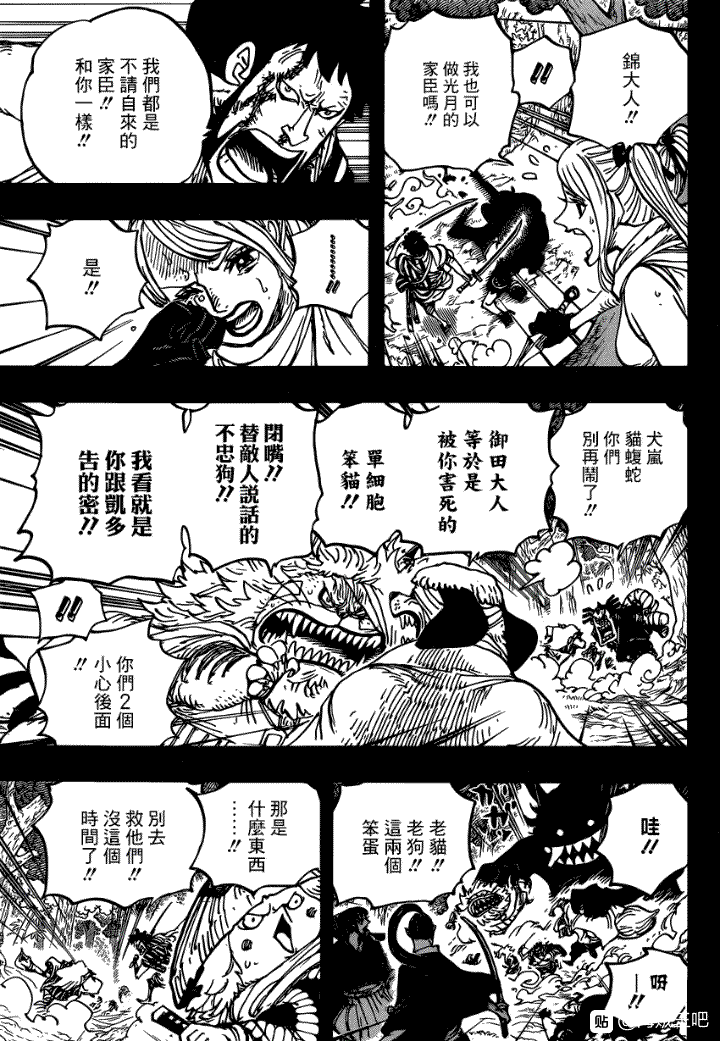 錦大人!!
!!
我也可以
做光月的
家臣嗎!!
我們都是
不請自來的
家臣!!
和你一樣!!
………!!
是!!
犬嵐
貓蝮蛇
你們
別再鬧了!!
御田大人
等於是
被你害死的
單細胞
笨貓!!
閉嘴!!
替敵人說話的
不忠狗!!
我看就是
你跟凱多
告的密!!
!!
你們2個
小心後面
!!
哇!!
老貓!!
老狗!!
這兩個
笨蛋
呀
──!!
那是
什麼東西
……!!
別去
救他們!!
沒這個
時間了!!
貼